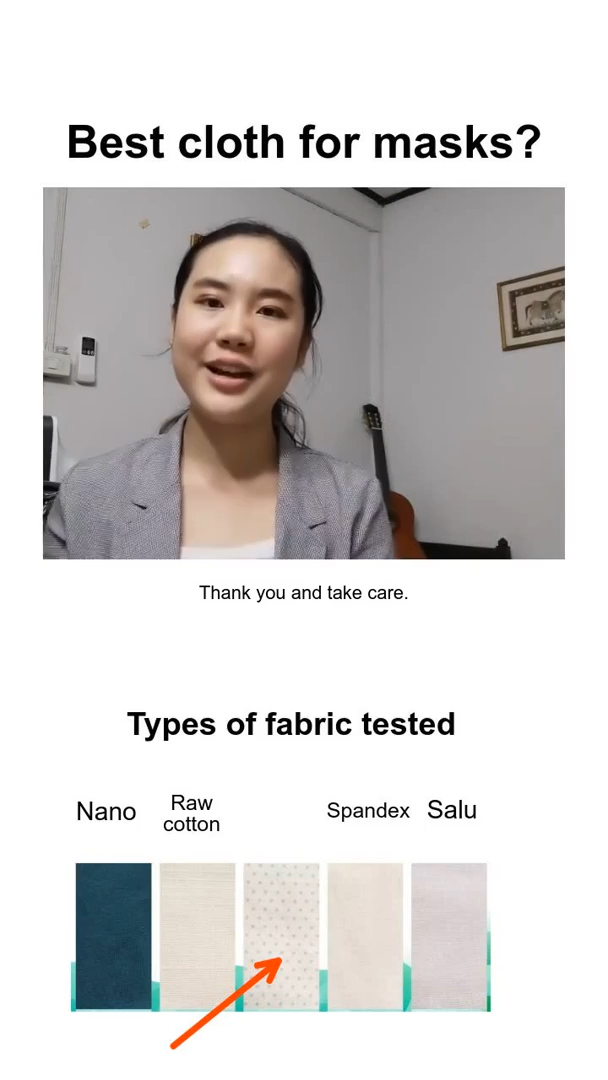 Best cloth for masks?
Thank you and take care.
Types of fabric tested
Nano
Raw
cotton
Spandex
Salu